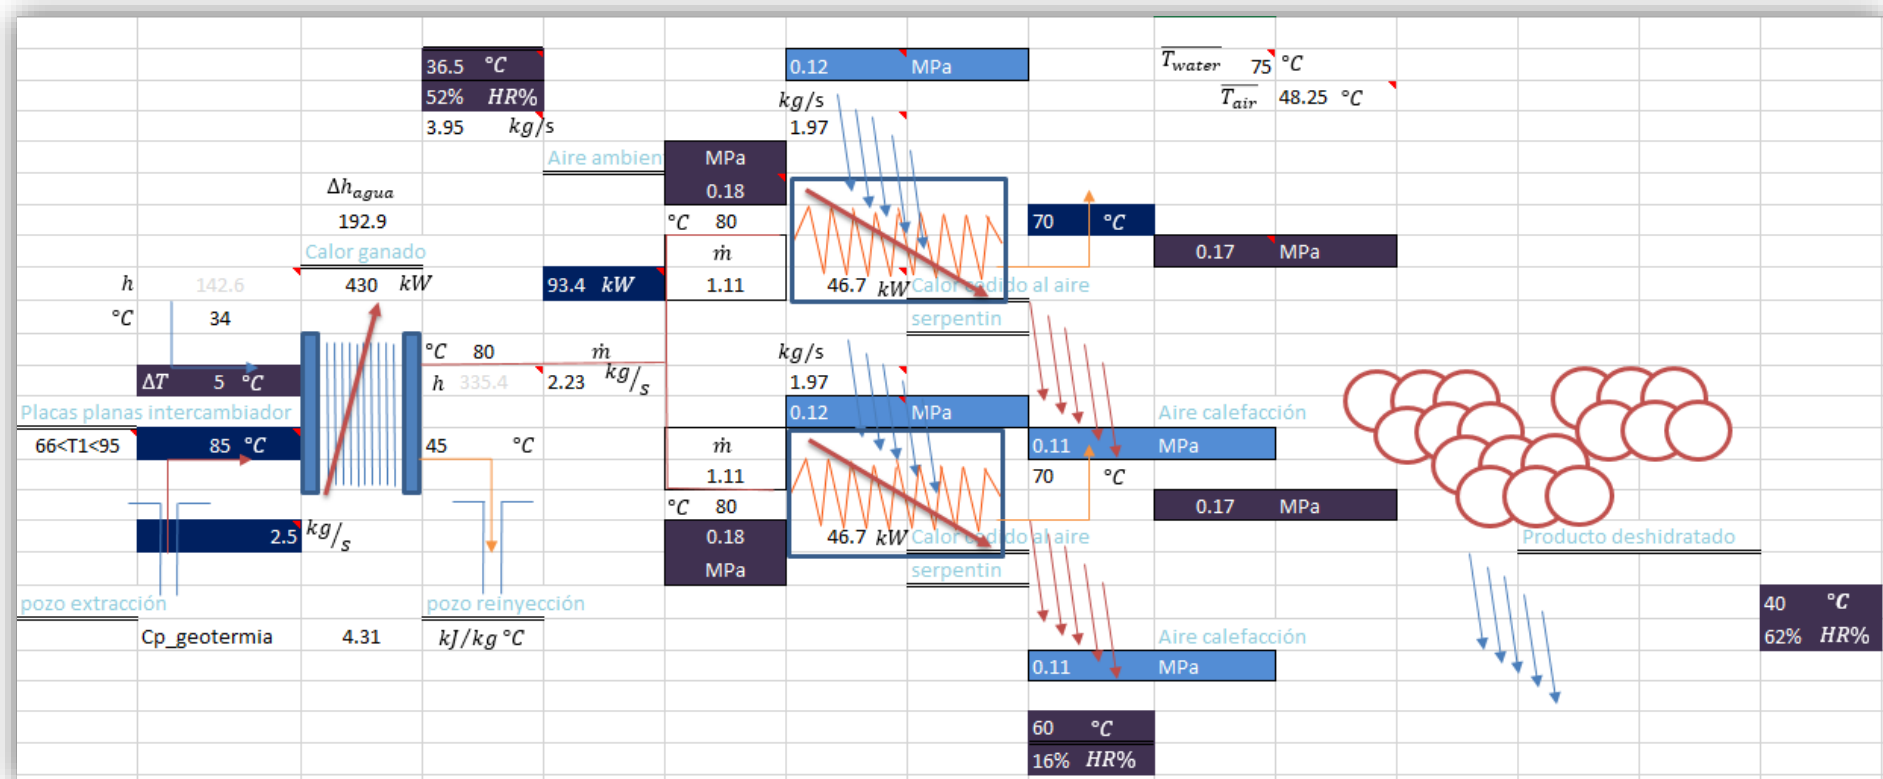 36.5 °C 0.12 MPa T_water 75 °C
52% HR% kg/s T_air 48.25 °C
3.95 kg/s 1.97
Aire ambien MPa
Δh_agua 0.18
192.9 °C 80 70 °C
Calor ganado ṁ 0.17 MPa
h 142.6 430 kW 93.4 kW 1.11 46.7 kW Calor cedido al aire
°C 34 serpentin
°C 80 ṁ kg/s
ΔT 5 °C h 335.4 2.23 kg/s 1.97
Placas planas intercambiador 0.12 MPa Aire calefacción
66<T1<95 85 °C 45 °C ṁ 0.11 MPa
1.11 70 °C
°C 80 0.17 MPa
2.5 kg/s 0.18 46.7 kW Calor cedido al aire Producto deshidratado
MPa serpentin
pozo extracción pozo reinyección 40 °C
Cp_geotermia 4.31 kJ/kg °C Aire calefacción 62% HR%
0.11 MPa
60 °C
16% HR%